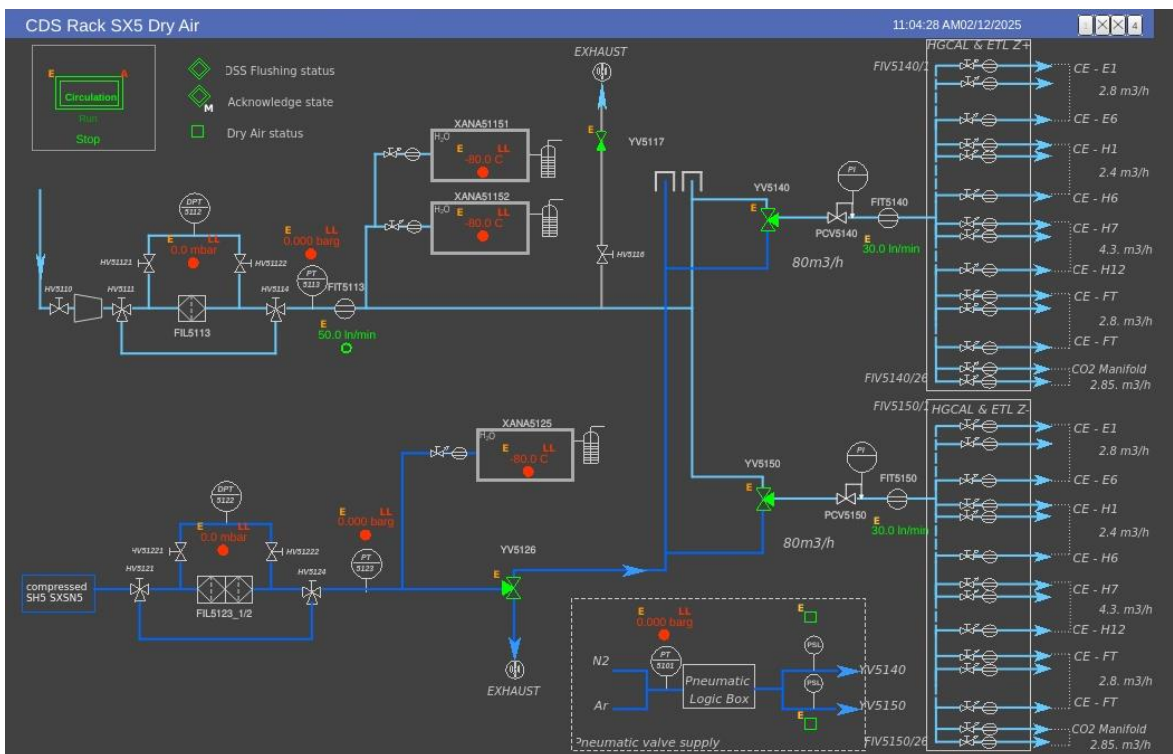 CDS Rack SX5 Dry Air
11:04:28 AM02/12/2025
4
E
A
Circulation
Run
Stop
DSS Flushing status
M
Acknowledge state
Dry Air status
EXHAUST
E
YV5117
XANA51151
H2O
E
LL
-80.0 C
XANA51152
H2O
E
LL
-80.0 C
DPT
5112
E
LL
0.0 mbar
HV51121
HV51122
HV5110
HV5111
HV5114
FIL5113
E
LL
0.000 barg
PT
5113
FIT5113
E
50.0 ln/min
HV5116
YV5140
E
PI
PCV5140
FIT5140
E
30.0 ln/min
80m3/h
HGCAL & ETL Z+
FIV5140/1
CE - E1
2.8 m3/h
CE - E6
CE - H1
2.4 m3/h
CE - H6
CE - H7
4.3. m3/h
CE - H12
CE - FT
2.8. m3/h
CE - FT
FIV5140/26
CO2 Manifold
2.85. m3/h
XANA5125
H2O
E
LL
-80.0 C
DPT
5122
E
LL
0.0 mbar
HV51222
HV5121
HV5124
compressed
SH5 SXSN5
FIL5123_1/2
E
LL
0.000 barg
PT
5123
YV5126
E
EXHAUST
YV5150
E
PI
PCV5150
FIT5150
E
30.0 ln/min
80m3/h
FIV5150/1
HGCAL & ETL Z-
CE - E1
2.8 m3/h
CE - E6
CE - H1
2.4 m3/h
CE - H6
CE - H7
4.3. m3/h
CE - H12
CE - FT
2.8. m3/h
CE - FT
FIV5150/26
CO2 Manifold
2.85. m3/h
E
LL
0.000 barg
PT
5101
N2
Ar
Pneumatic
Logic Box
E
PSL
YV5140
PSL
YV5150
E
Pneumatic valve supply